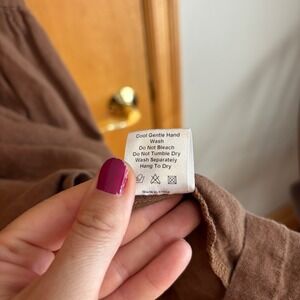 Cool Gentle Hand
Wash
Do Not Bleach
Do Not Tumble Dry
Wash Separately
Hang To Dry